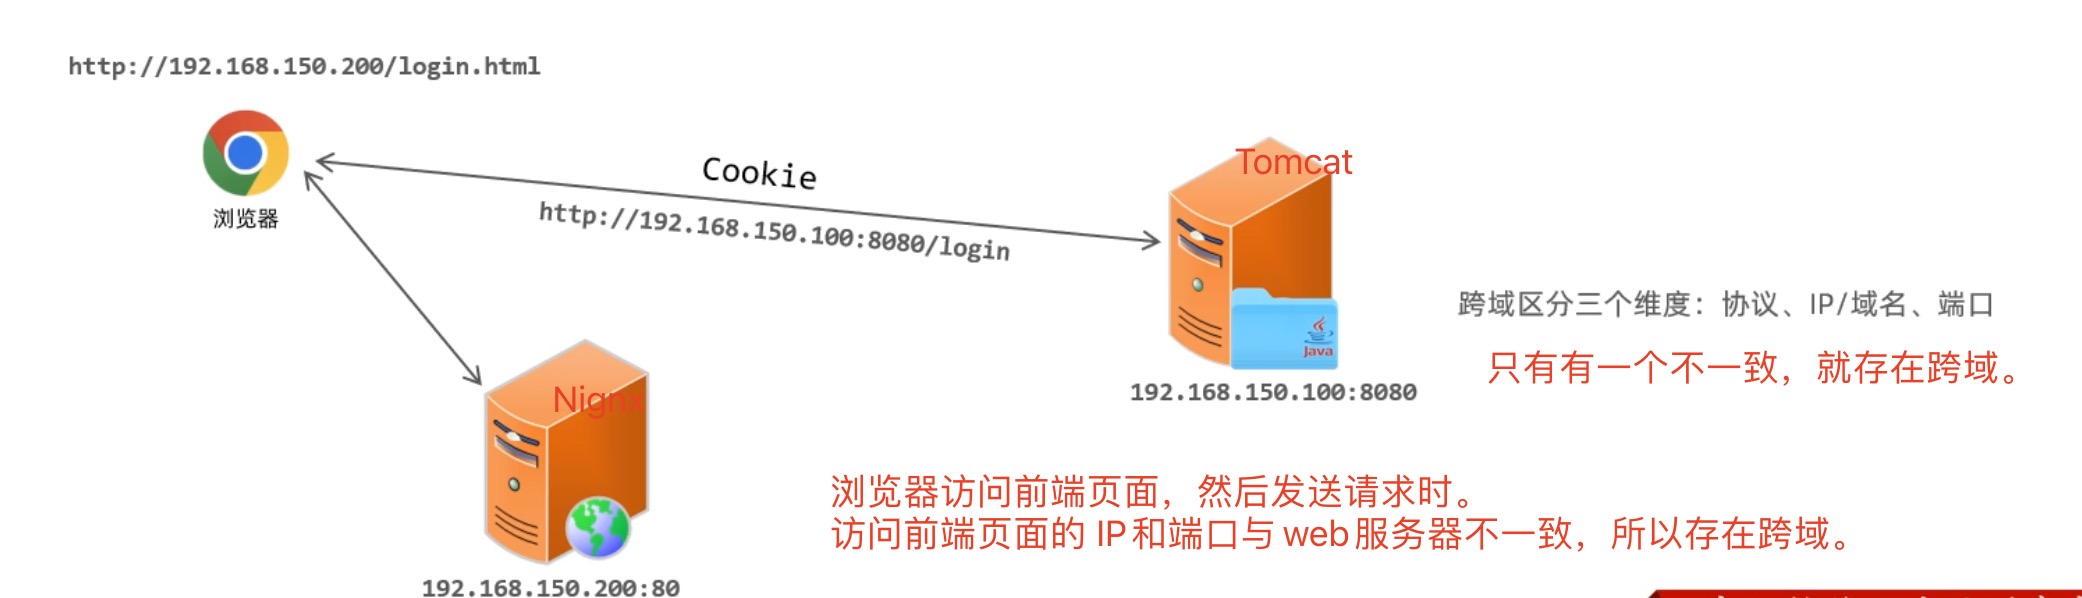 http://192.168.150.200/login.html
浏览器
Cookie
http://192.168.150.100:8080/login
Tomcat
Java
192.168.150.100:8080
跨域区分三个维度：协议、IP/域名、端口
只有有一个不一致，就存在跨域。
Nignx
192.168.150.200:80
浏览器访问前端页面，然后发送请求时。
访问前端页面的 IP和端口与web服务器不一致，所以存在跨域。